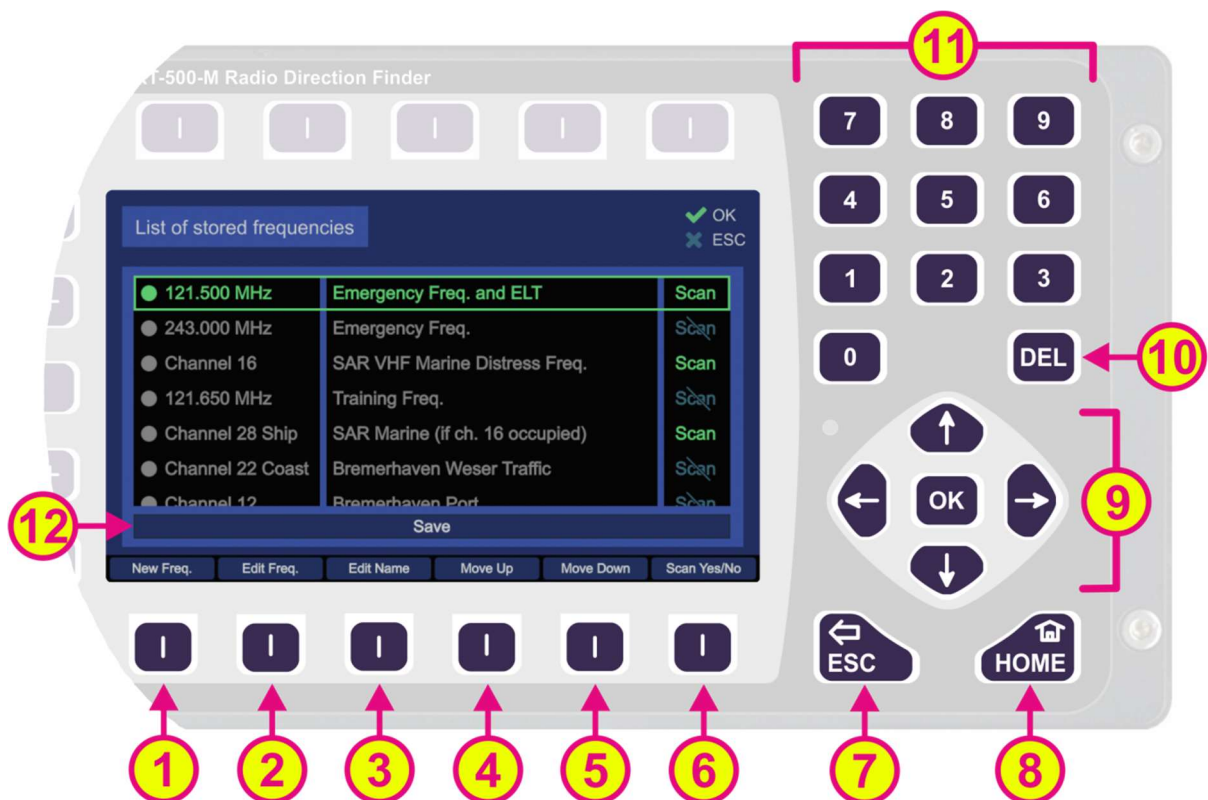 11
T-500-M Radio Direction Finder
7 8 9
4 5 6
1 2 3
0 DEL
10
List of stored frequencies
OK
ESC
121.500 MHz Emergency Freq. and ELT Scan
243.000 MHz Emergency Freq. Scan
Channel 16 SAR VHF Marine Distress Freq. Scan
121.650 MHz Training Freq. Scan
Channel 28 Ship SAR Marine (if ch. 16 occupied) Scan
Channel 22 Coast Bremerhaven Weser Traffic Scan
Channel 12 Bremerhaven Port Scan
12
Save
New Freq. Edit Freq. Edit Name Move Up Move Down Scan Yes/No
OK
9
ESC
HOME
1 2 3 4 5 6 7 8